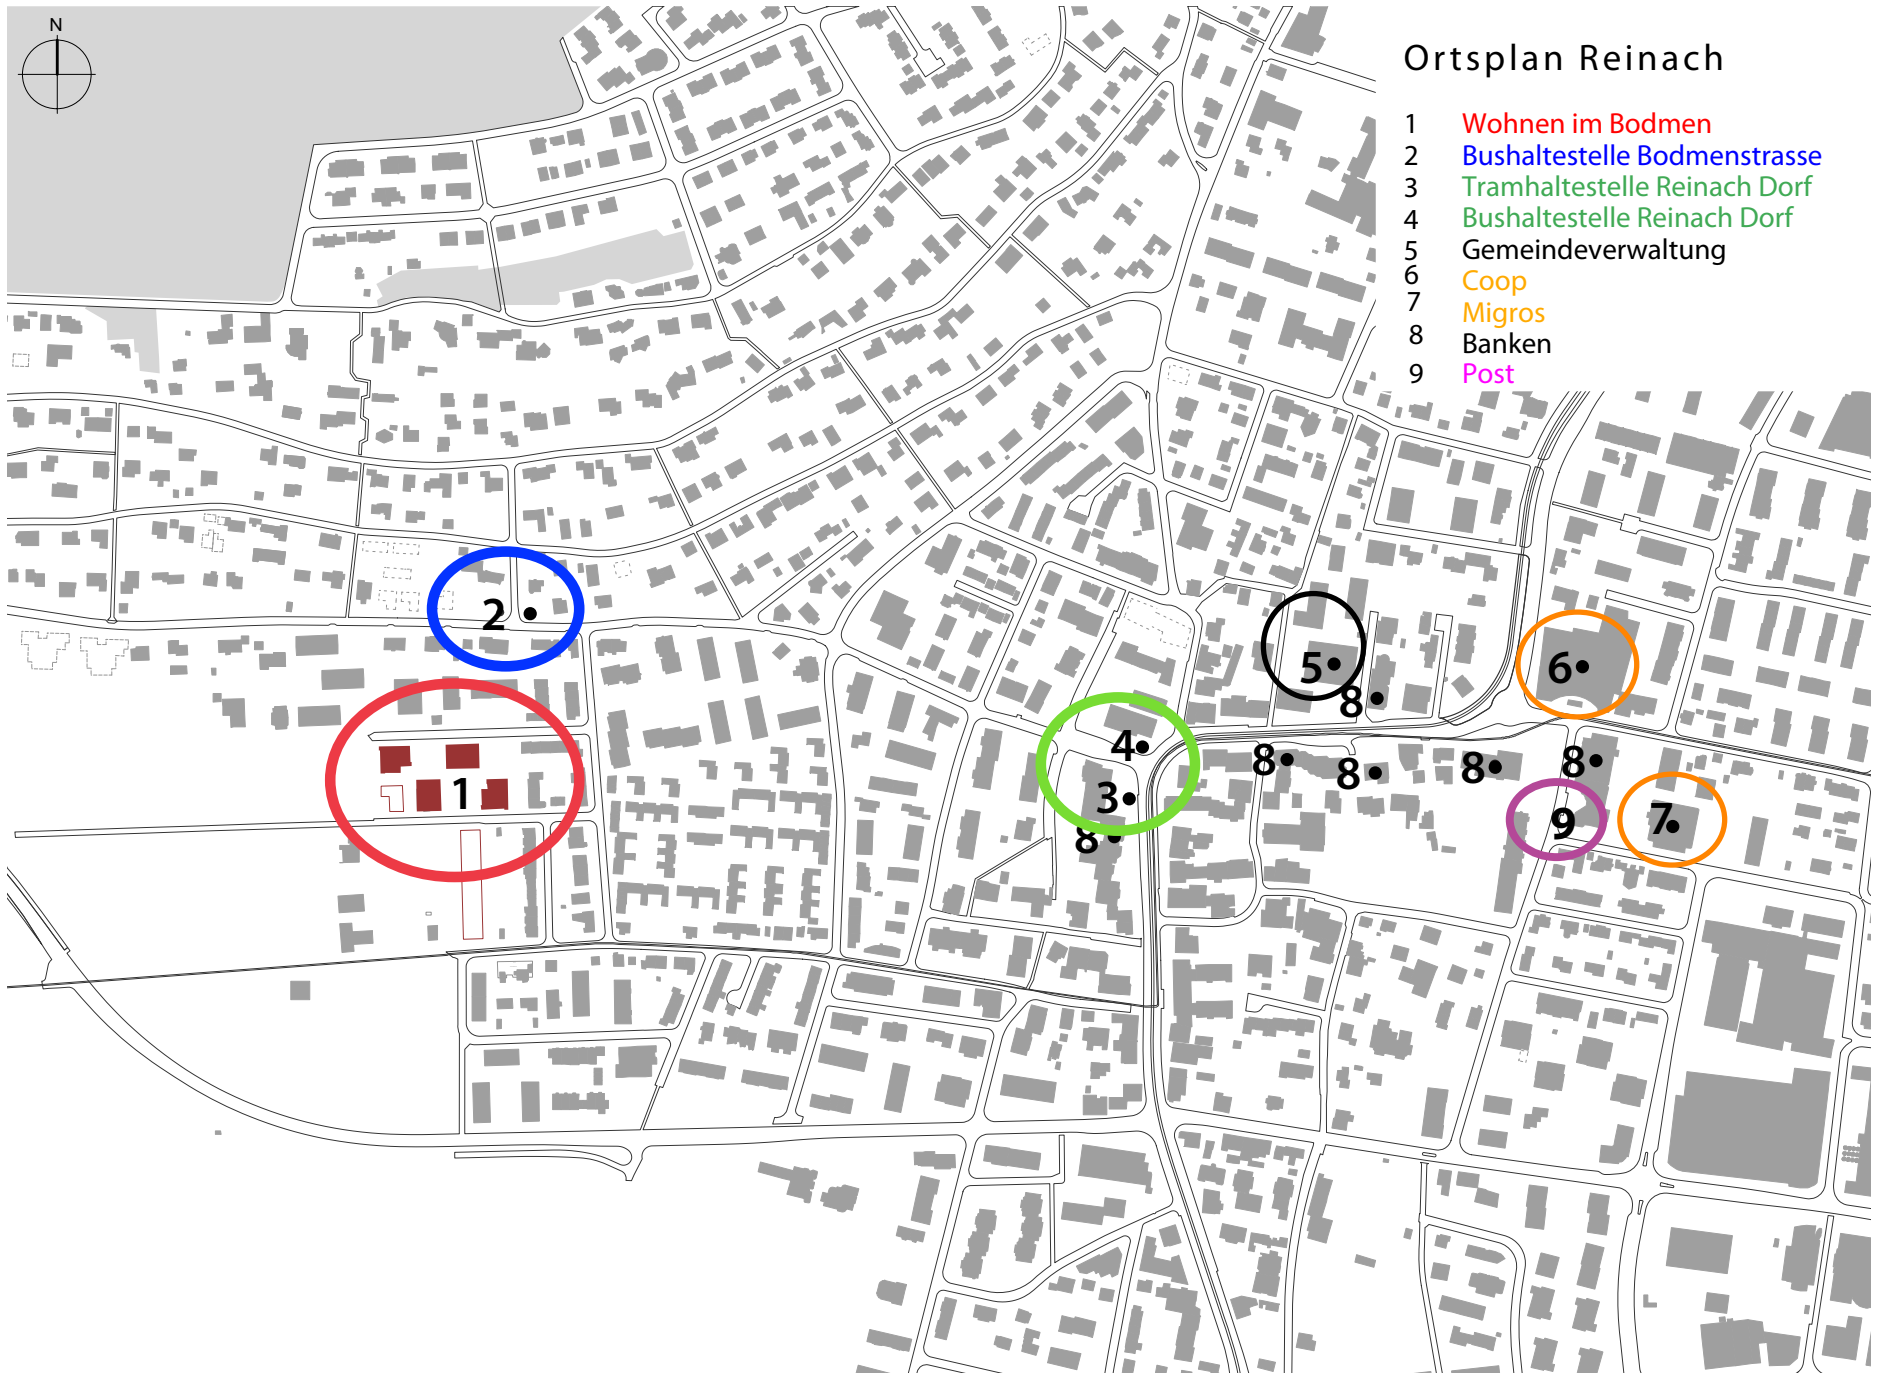 N
Ortsplan Reinach
1 Wohnen im Bodmen
2 Bushaltestelle Bodmenstrasse
3 Tramhaltestelle Reinach Dorf
4 Bushaltestelle Reinach Dorf
5 Gemeindeverwaltung
6 Coop
7 Migros
8 Banken
9 Post
2
5
6
8
4
8
8
8
8
1
3
9
7
8